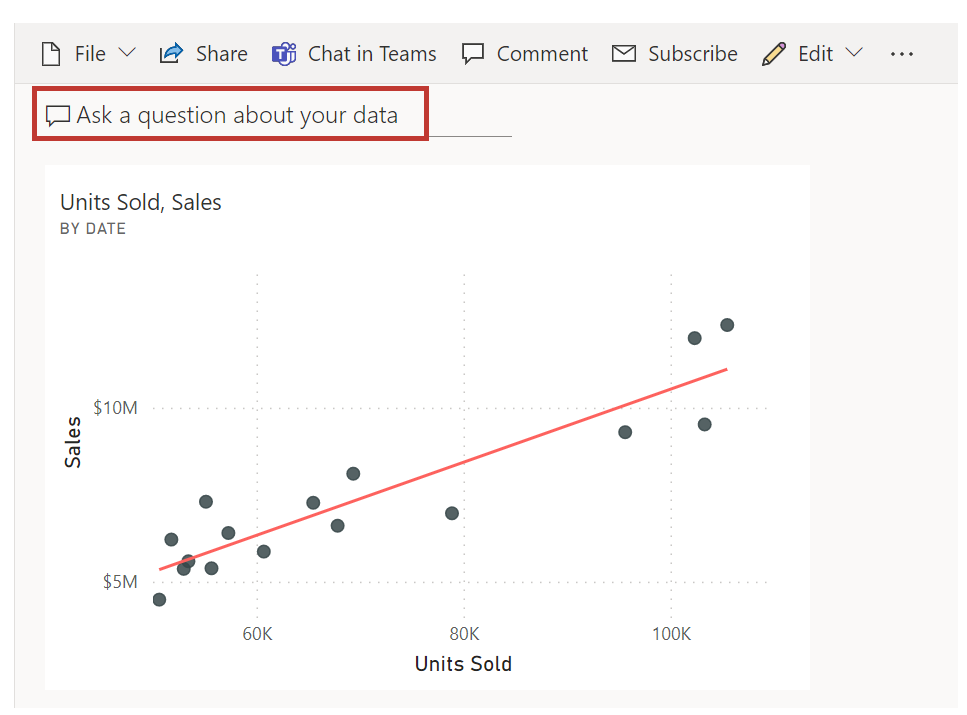 File Share Chat in Teams Comment Subscribe Edit ...
Ask a question about your data
Units Sold, Sales
BY DATE
$10M
Sales
$5M
60K 80K 100K
Units Sold